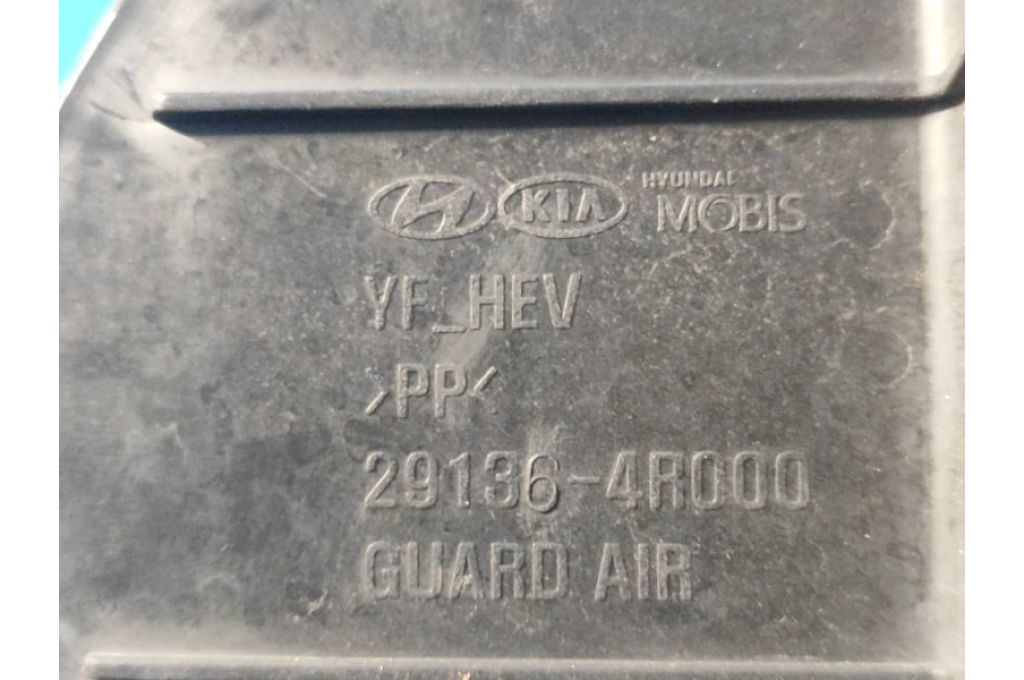 KIA HYUNDAI
MOBIS
YF_HEV
>PP<
29136-4R000
GUARD AIR